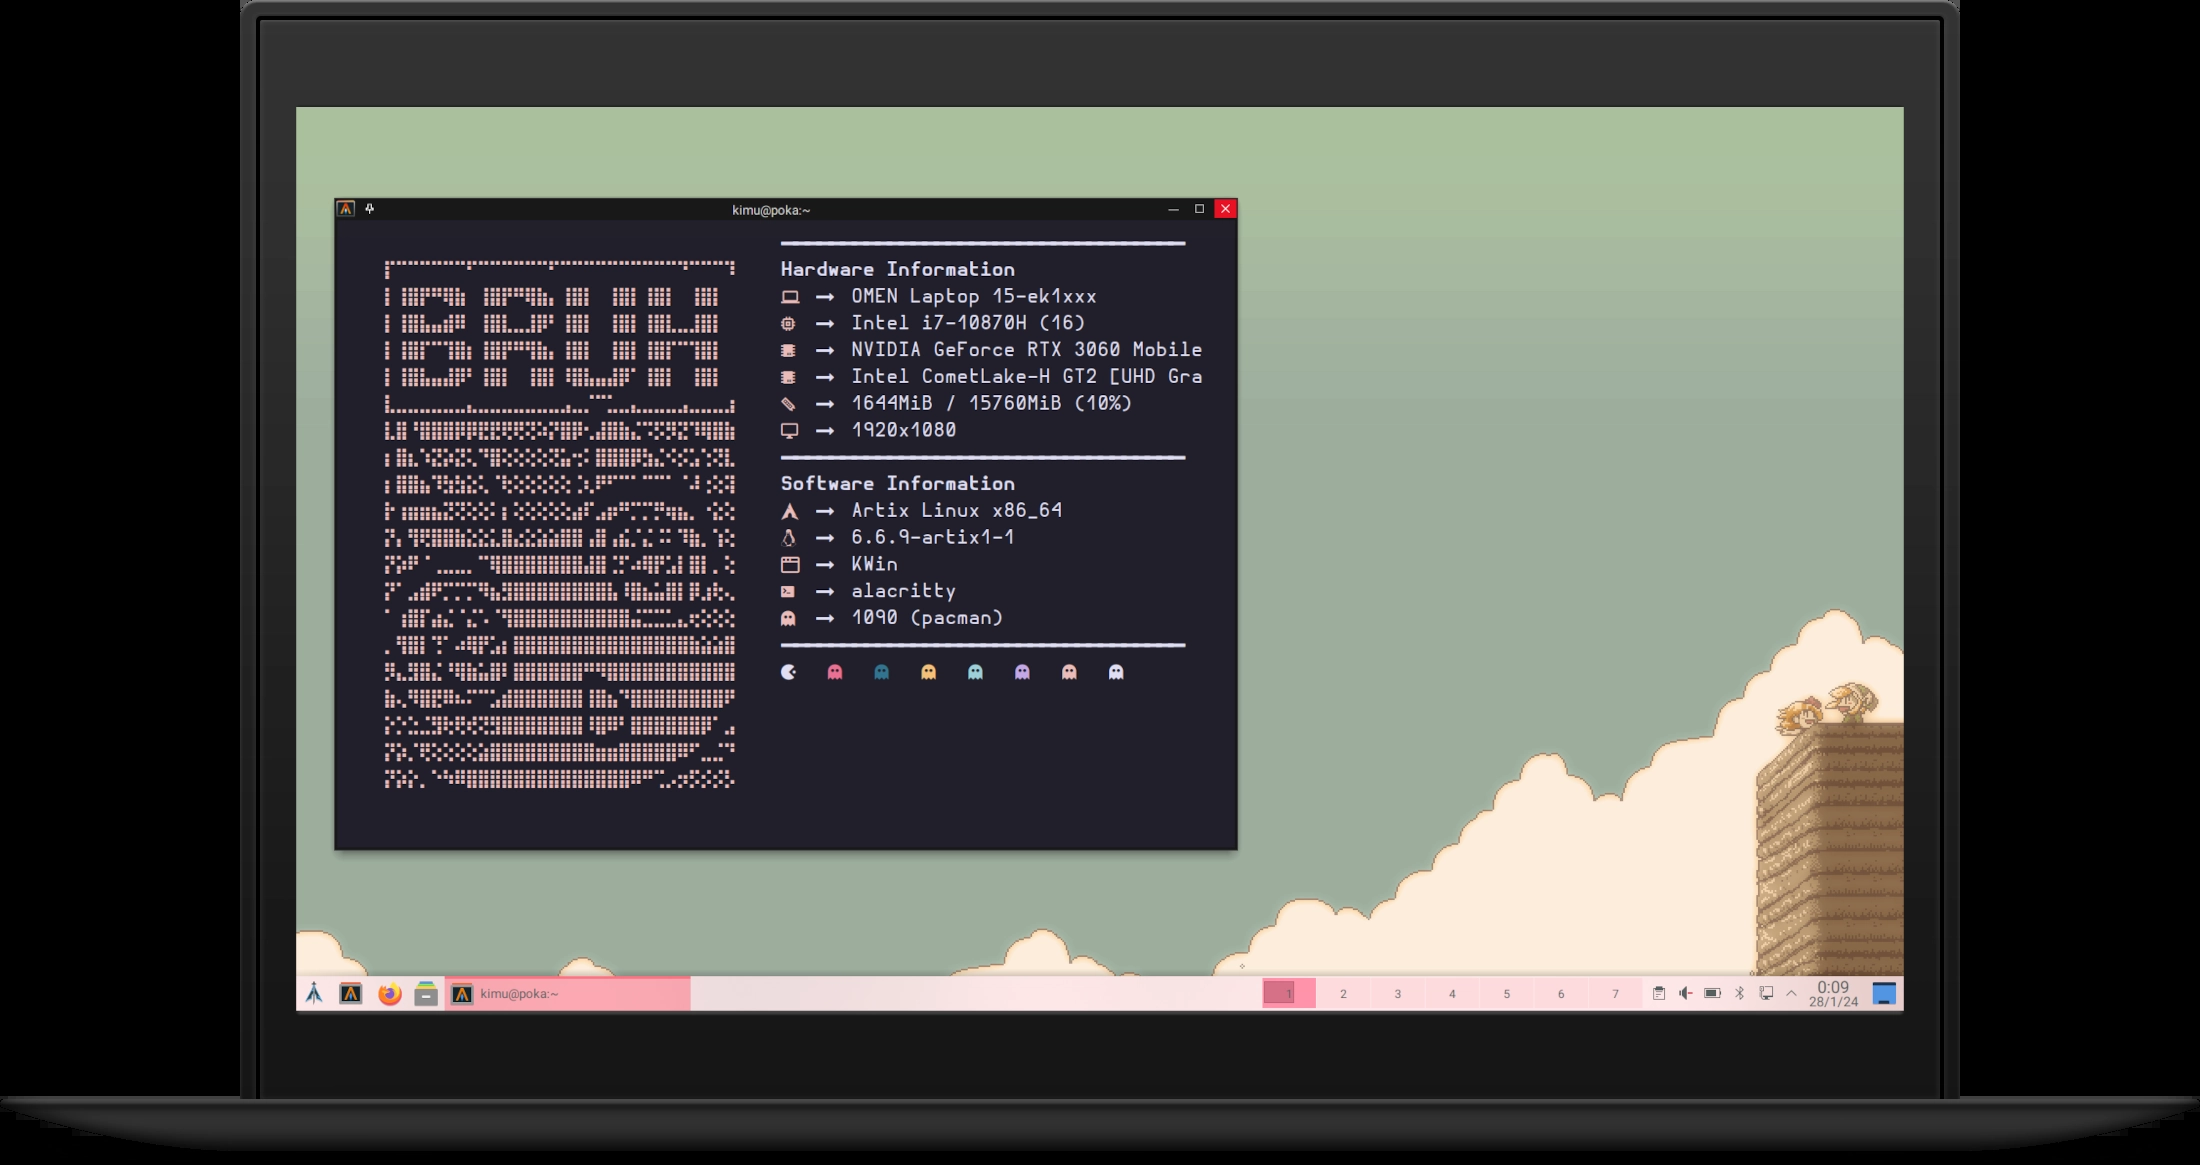 kimu@poka:~
BRUH
Hardware Information
OMEN Laptop 15-ek1xxx
Intel i7-10870H (16)
NVIDIA GeForce RTX 3060 Mobile
Intel CometLake-H GT2 [UHD Gra
1644MiB / 15760MiB (10%)
1920x1080
Software Information
Artix Linux x86_64
6.6.9-artix1-1
KWin
alacritty
1090 (pacman)
kimu@poka:~
1 2 3 4 5 6 7
0:09
28/1/24